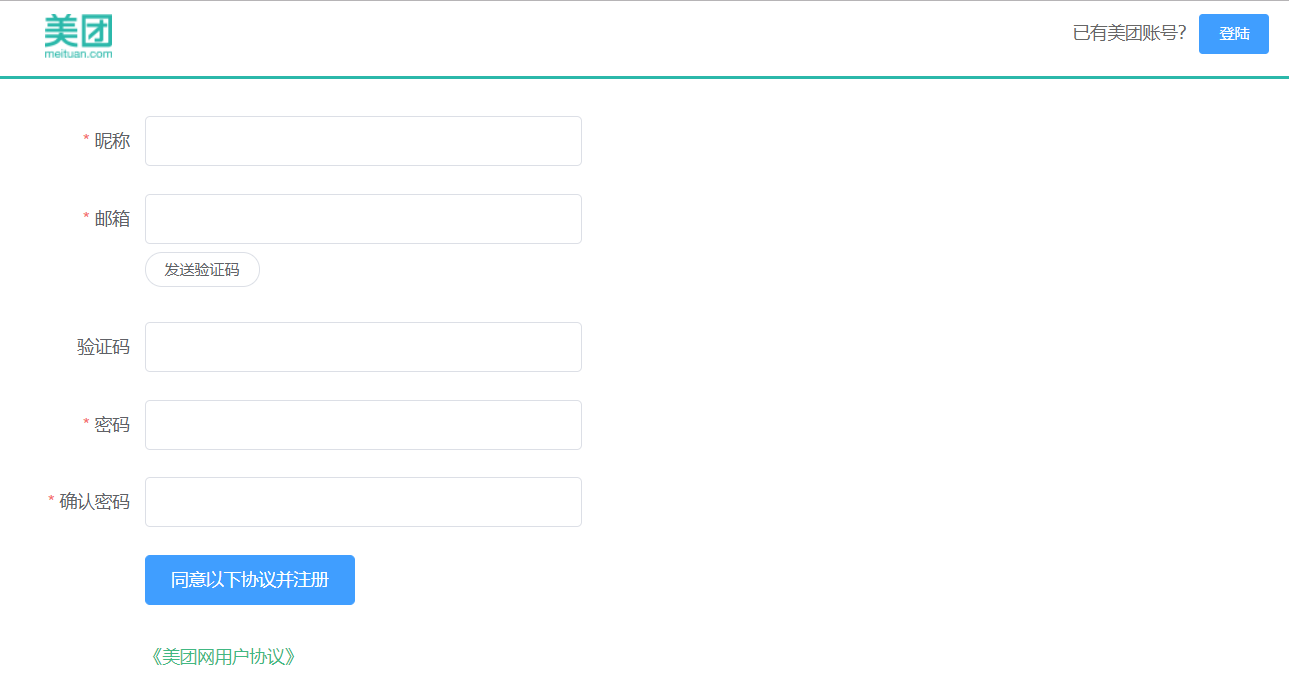 美团
meituan.com
已有美团账号?
登陆
* 昵称
* 邮箱
发送验证码
验证码
* 密码
* 确认密码
同意以下协议并注册
《美团网用户协议》